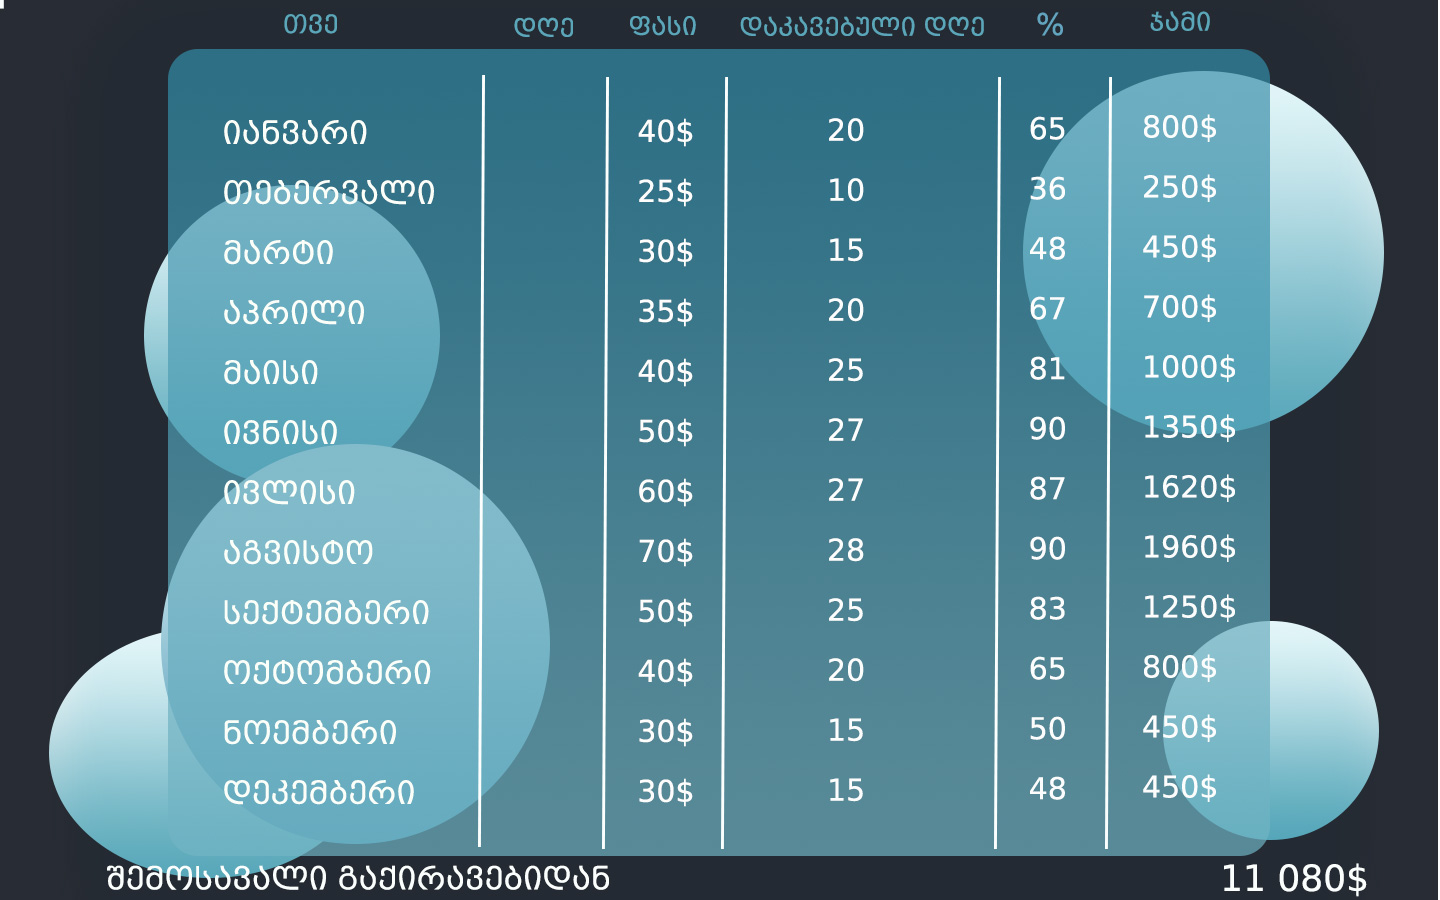 თვე დღე ფასი დაკავებული დღე % ჯამი
იანვარი 40$ 20 65 800$
თებერვალი 25$ 10 36 250$
მარტი 30$ 15 48 450$
აპრილი 35$ 20 67 700$
მაისი 40$ 25 81 1000$
ივნისი 50$ 27 90 1350$
ივლისი 60$ 27 87 1620$
აგვისტო 70$ 28 90 1960$
სექტემბერი 50$ 25 83 1250$
ოქტომბერი 40$ 20 65 800$
ნოემბერი 30$ 15 50 450$
დეკემბერი 30$ 15 48 450$
შემოსავალი გაქირავებიდან 11 080$